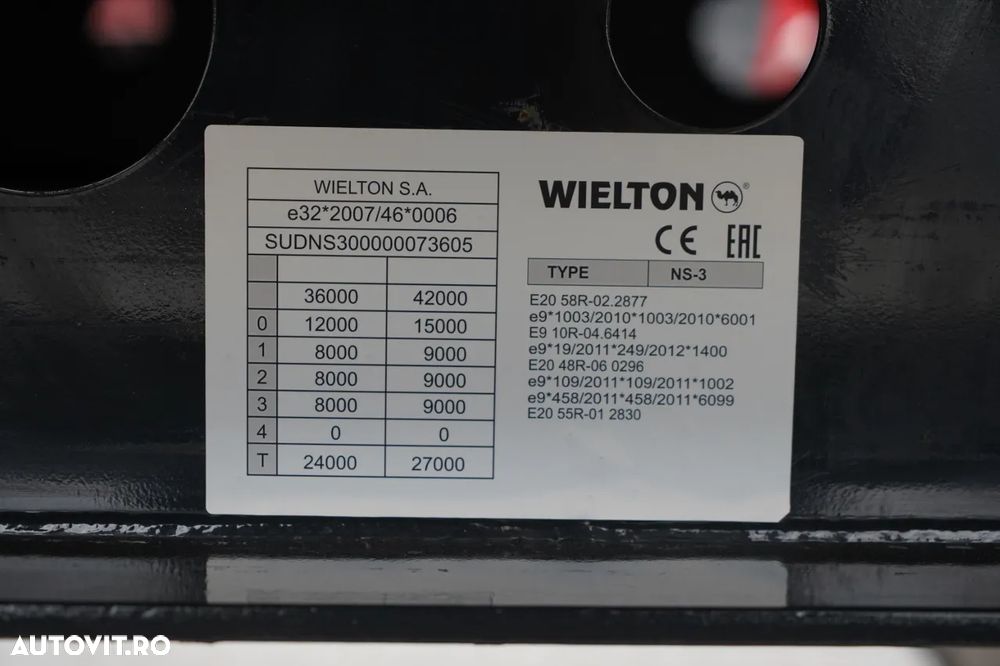 WIELTON S.A.
e32*2007/46*0006
SUDNS300000073605
36000 42000
0 12000 15000
1 8000 9000
2 8000 9000
3 8000 9000
4 0 0
T 24000 27000
WIELTON ®
CE EAC
TYPE NS-3
E20 58R-02.2877
e9*1003/2010*1003/2010*6001
E9 10R-04.6414
e9*19/2011*249/2012*1400
E20 48R-06 0296
e9*109/2011*109/2011*1002
e9*458/2011*458/2011*6099
E20 55R-01 2830
AUTOVIT.RO